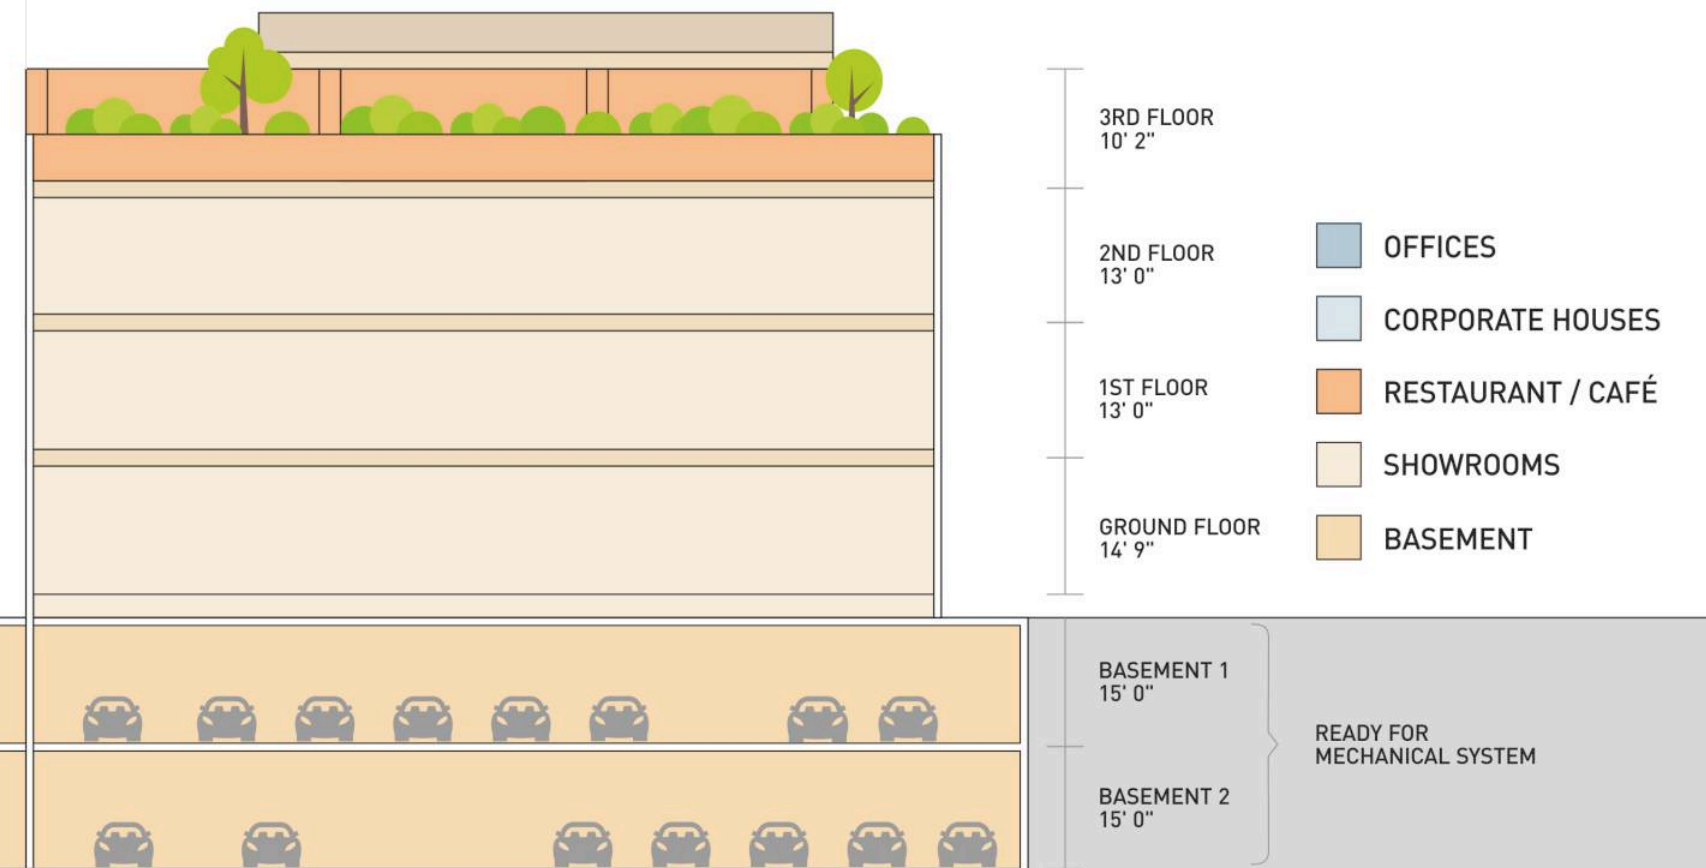 3RD FLOOR
10' 2"
2ND FLOOR
13' 0"
1ST FLOOR
13' 0"
GROUND FLOOR
14' 9"
BASEMENT 1
15' 0"
BASEMENT 2
15' 0"
READY FOR
MECHANICAL SYSTEM
OFFICES
CORPORATE HOUSES
RESTAURANT / CAFÉ
SHOWROOMS
BASEMENT